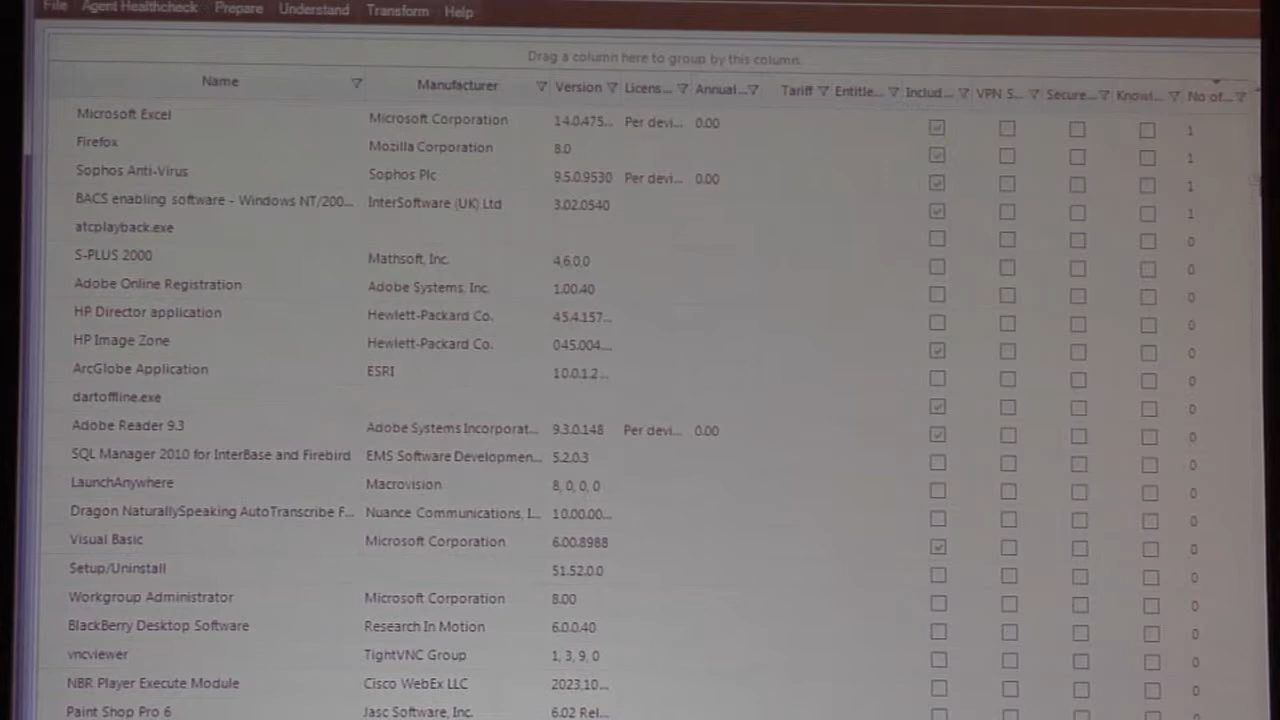 File Agent Healthcheck Prepare Understand Transform Help
Drag a column here to group by this column.
Name Manufacturer Version Licens... Annual... Tariff Entitle... Includ... VPN S... Secure... Knowl... No of...
Microsoft Excel Microsoft Corporation 14.0.475... Per devi... 0.00 1
Firefox Mozilla Corporation 8.0 1
Sophos Anti-Virus Sophos Plc 9.5.0.9530 Per devi... 0.00 1
BACS enabling software - Windows NT/200... InterSoftware (UK) Ltd 3.02.0540 1
atcplayback.exe 0
S-PLUS 2000 Mathsoft, Inc. 4.6.0.0 0
Adobe Online Registration Adobe Systems, Inc. 1.00.40 0
HP Director application Hewlett-Packard Co. 45.4.157... 0
HP Image Zone Hewlett-Packard Co. 045.004... 0
ArcGlobe Application ESRI 10.0.1.2... 0
dartoffline.exe 0
Adobe Reader 9.3 Adobe Systems Incorporat... 9.3.0.148 Per devi... 0.00 0
SQL Manager 2010 for InterBase and Firebird EMS Software Developmen... 5.2.0.3 0
LaunchAnywhere Macrovision 8, 0, 0, 0 0
Dragon NaturallySpeaking AutoTranscribe F... Nuance Communications, I... 10.00.00... 0
Visual Basic Microsoft Corporation 6.00.8988 0
Setup/Uninstall 51.52.0.0 0
Workgroup Administrator Microsoft Corporation 8.00 0
BlackBerry Desktop Software Research In Motion 6.0.0.40 0
vncviewer TightVNC Group 1, 3, 9, 0 0
NBR Player Execute Module Cisco WebEx LLC 2023,10... 0
Paint Shop Pro 6 Jasc Software, Inc. 6.02 Rel...